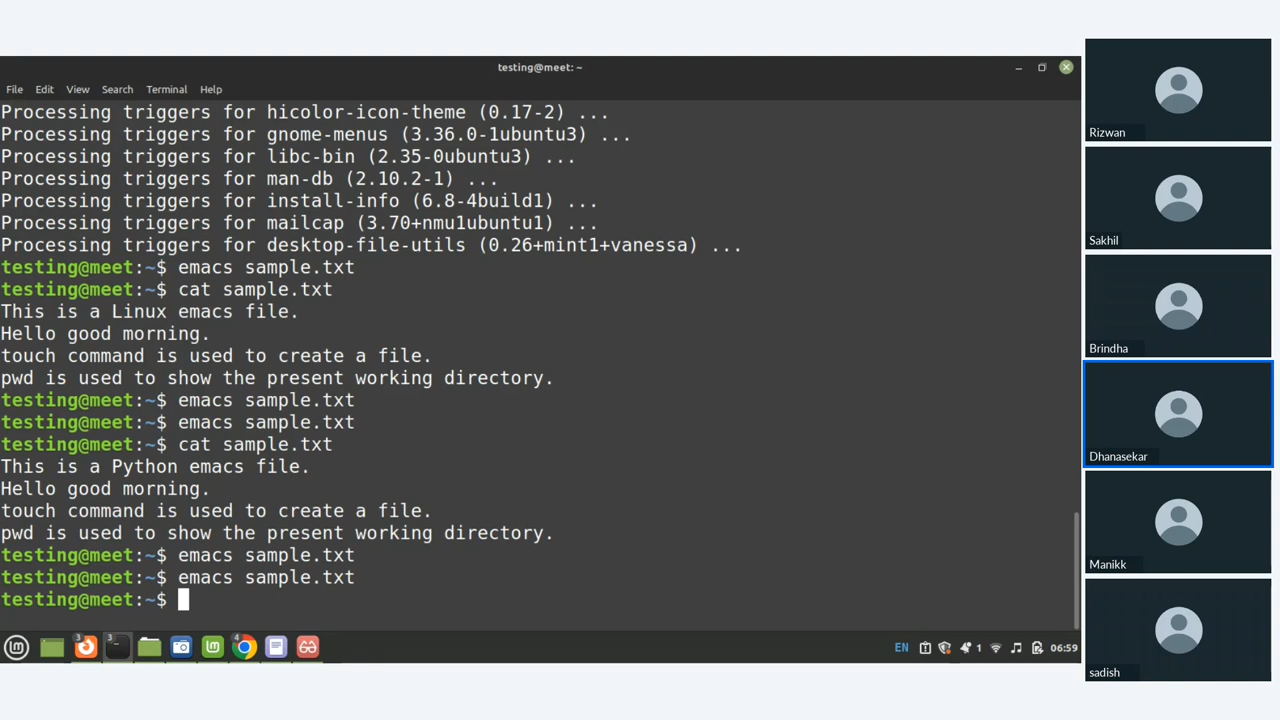 testing@meet: ~
File Edit View Search Terminal Help
Processing triggers for hicolor-icon-theme (0.17-2) ...
Processing triggers for gnome-menus (3.36.0-1ubuntu3) ...
Processing triggers for libc-bin (2.35-0ubuntu3) ...
Processing triggers for man-db (2.10.2-1) ...
Processing triggers for install-info (6.8-4build1) ...
Processing triggers for mailcap (3.70+nmu1ubuntu1) ...
Processing triggers for desktop-file-utils (0.26+mint1+vanessa) ...
testing@meet:~$ emacs sample.txt
testing@meet:~$ cat sample.txt
This is a Linux emacs file.
Hello good morning.
touch command is used to create a file.
pwd is used to show the present working directory.
testing@meet:~$ emacs sample.txt
testing@meet:~$ emacs sample.txt
testing@meet:~$ cat sample.txt
This is a Python emacs file.
Hello good morning.
touch command is used to create a file.
pwd is used to show the present working directory.
testing@meet:~$ emacs sample.txt
testing@meet:~$ emacs sample.txt
testing@meet:~$
3 3 4 EN 1 06:59
Rizwan
Sakhil
Brindha
Dhanasekar
Manikk
sadish